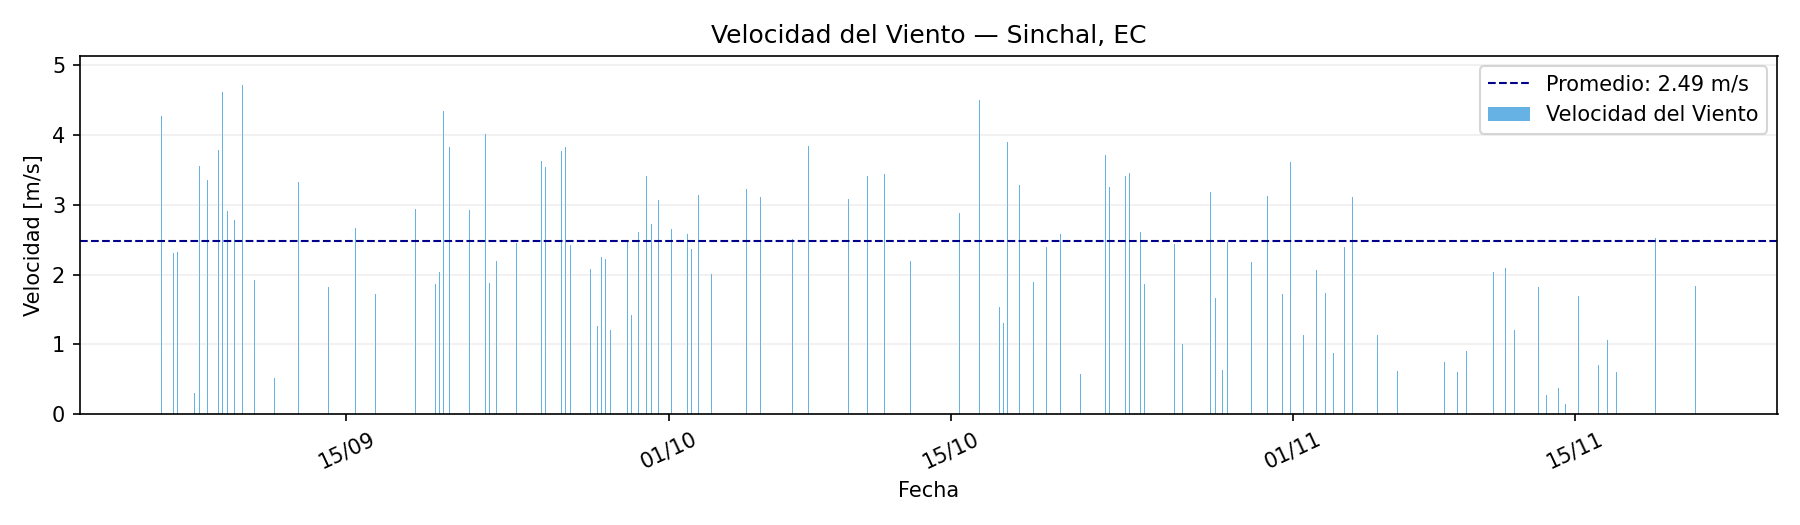 Velocidad del Viento — Sinchal, EC
Promedio: 2.49 m/s
Velocidad del Viento
Velocidad [m/s]
5
4
3
2
1
0
15/09
01/10
15/10
01/11
15/11
Fecha